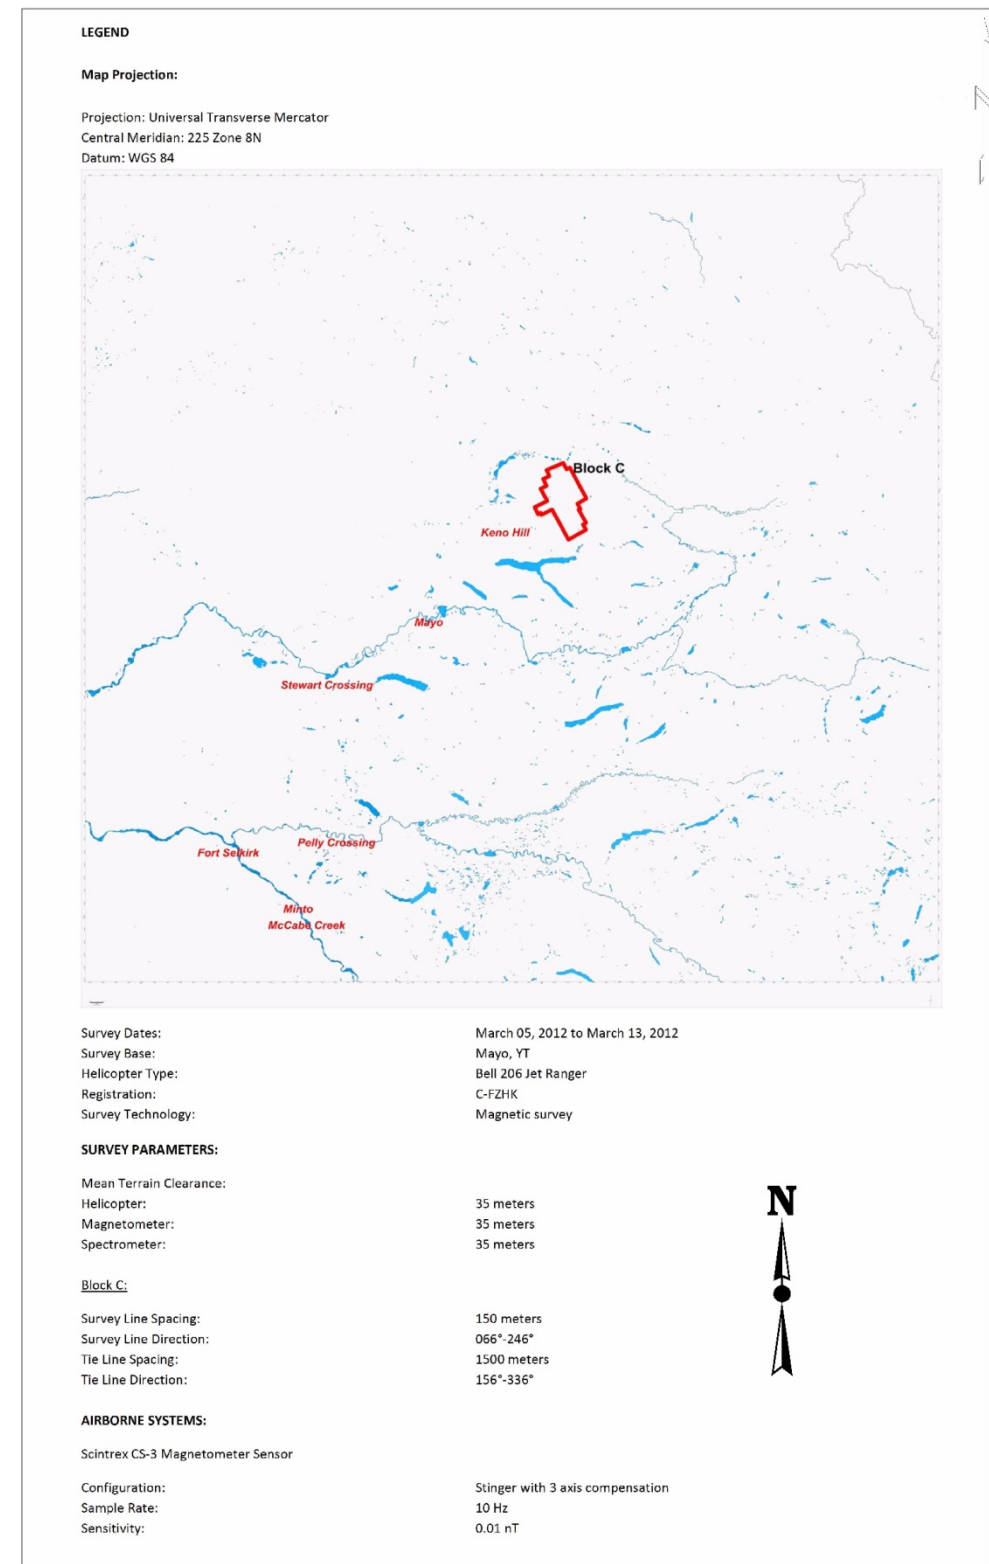 LEGEND
Map Projection:
Projection: Universal Transverse Mercator
Central Meridian: 225 Zone 8N
Datum: WGS 84
Block C
Keno Hill
Mayo
Stewart Crossing
Pelly Crossing
Fort Selkirk
Minto
McCabe Creek
Survey Dates: March 05, 2012 to March 13, 2012
Survey Base: Mayo, YT
Helicopter Type: Bell 206 Jet Ranger
Registration: C-FZHK
Survey Technology: Magnetic survey
SURVEY PARAMETERS:
Mean Terrain Clearance:
Helicopter: 35 meters
Magnetometer: 35 meters
Spectrometer: 35 meters
N
Block C:
Survey Line Spacing: 150 meters
Survey Line Direction: 066°-246°
Tie Line Spacing: 1500 meters
Tie Line Direction: 156°-336°
AIRBORNE SYSTEMS:
Scintrex CS-3 Magnetometer Sensor
Configuration: Stinger with 3 axis compensation
Sample Rate: 10 Hz
Sensitivity: 0.01 nT